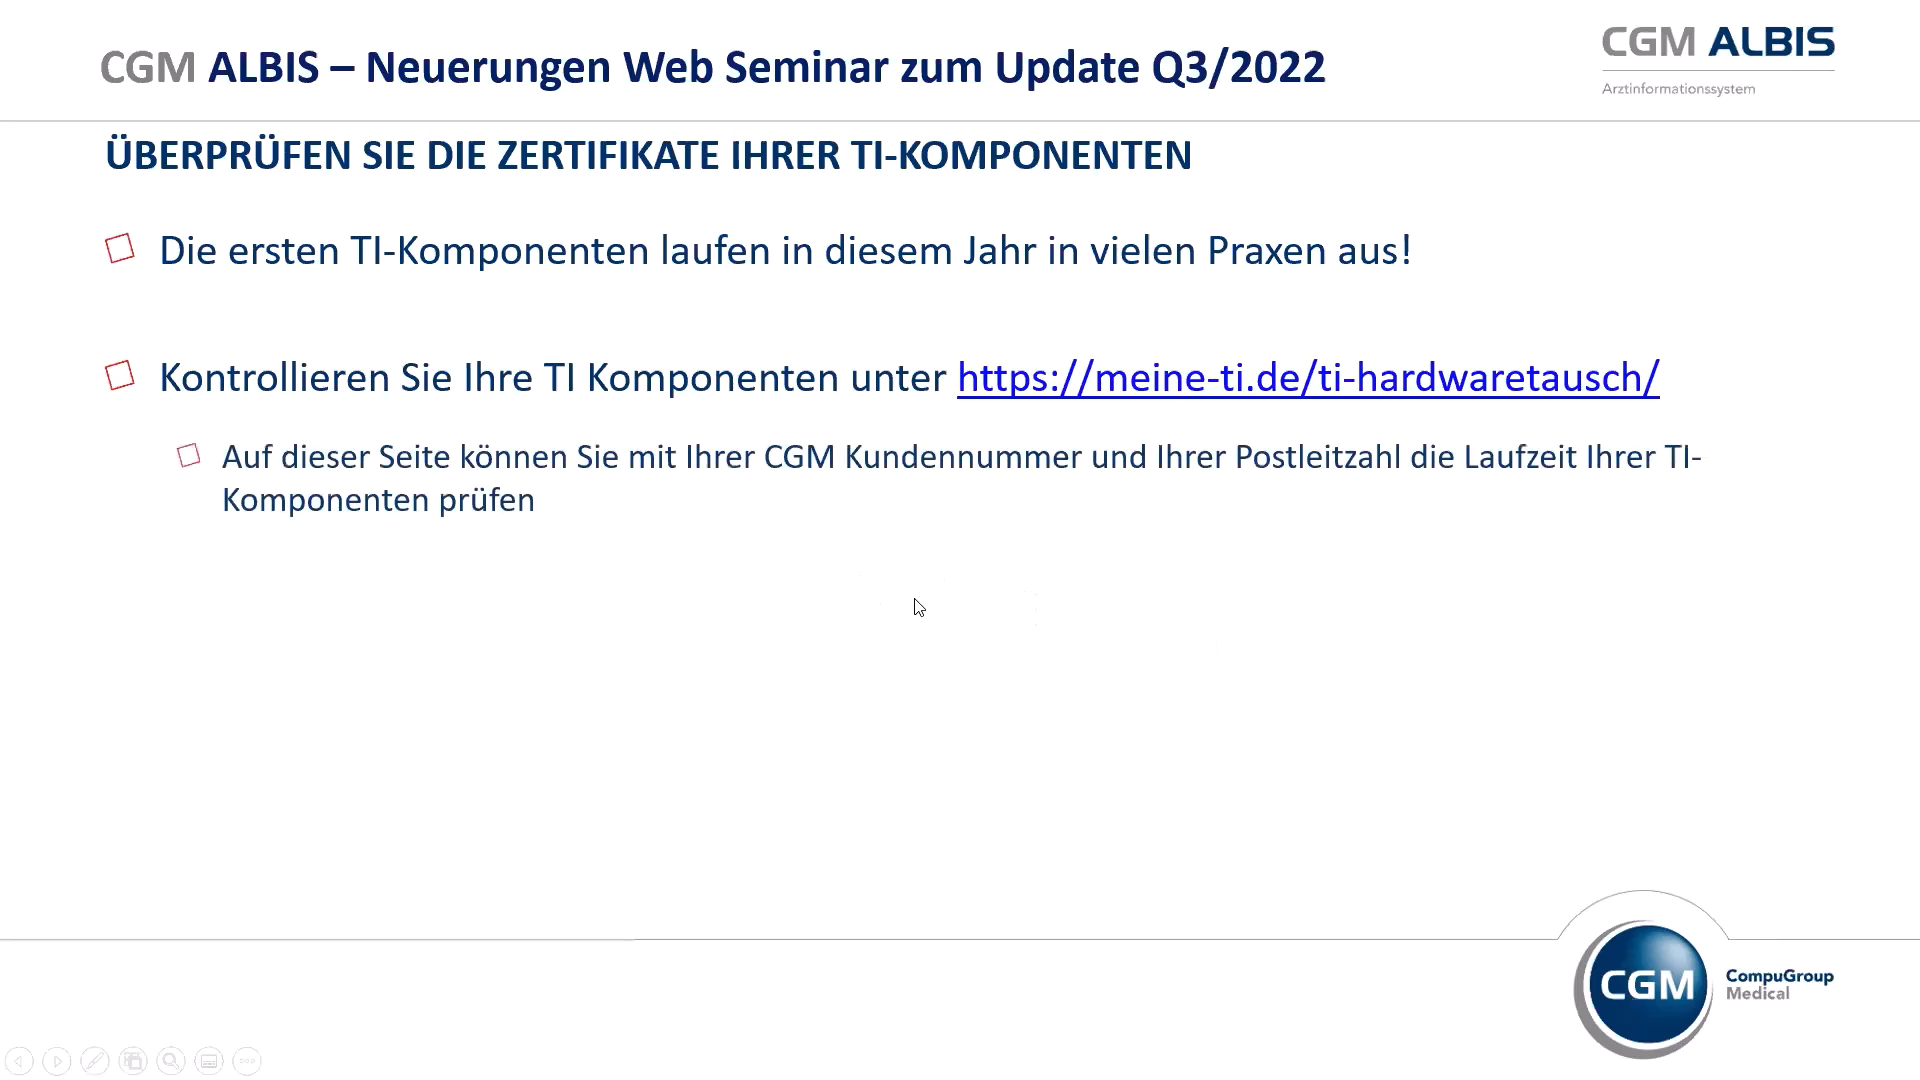 CGM ALBIS – Neuerungen Web Seminar zum Update Q3/2022
CGM ALBIS
Arztinformationssystem
ÜBERPRÜFEN SIE DIE ZERTIFIKATE IHRER TI-KOMPONENTEN
Die ersten TI-Komponenten laufen in diesem Jahr in vielen Praxen aus!
Kontrollieren Sie Ihre TI Komponenten unter https://meine-ti.de/ti-hardwaretausch/
Auf dieser Seite können Sie mit Ihrer CGM Kundennummer und Ihrer Postleitzahl die Laufzeit Ihrer TI-
Komponenten prüfen
CGM
CompuGroup
Medical